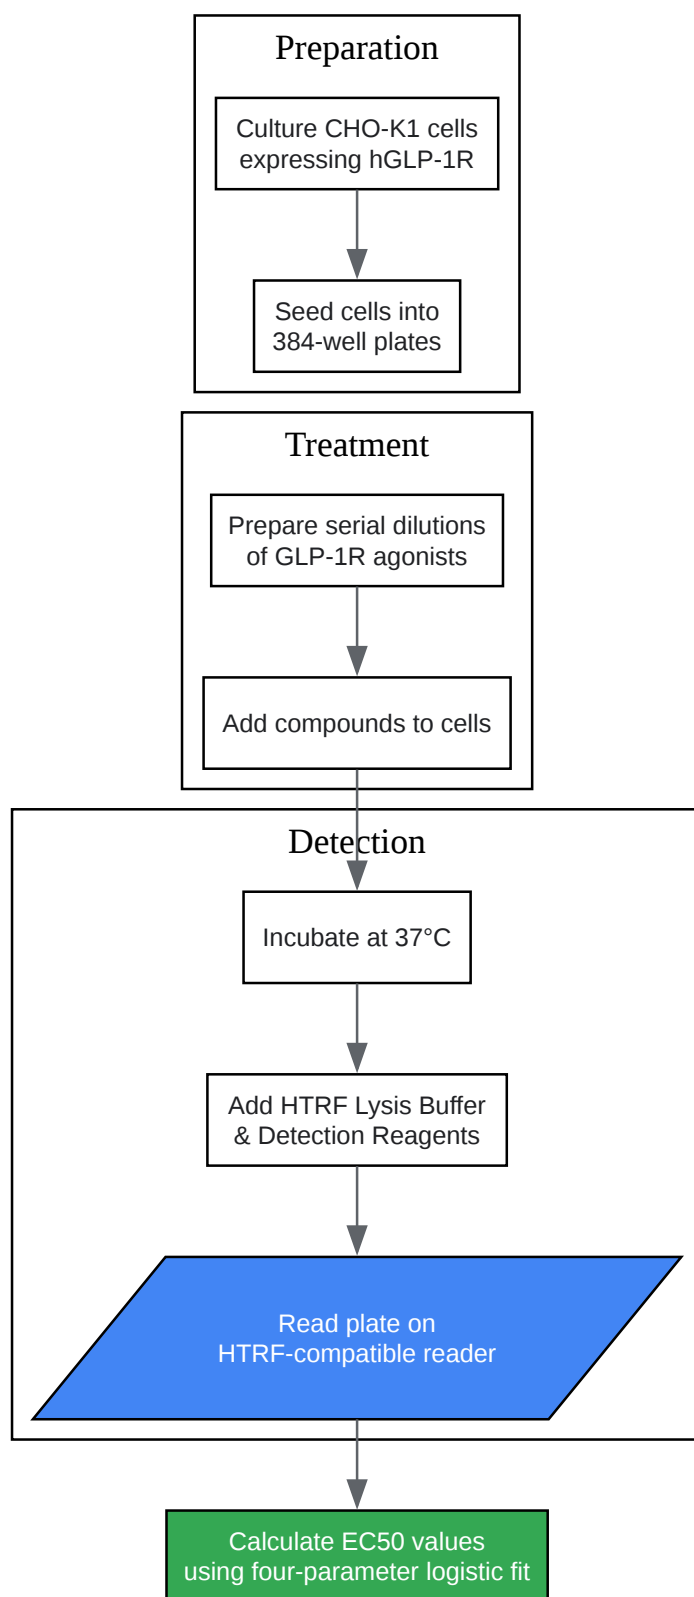 Preparation
Culture CHO-K1 cells
expressing hGLP-1R
Seed cells into
384-well plates
Treatment
Prepare serial dilutions
of GLP-1R agonists
Add compounds to cells
Detection
Incubate at 37°C
Add HTRF Lysis Buffer
& Detection Reagents
Read plate on
HTRF-compatible reader
Calculate EC50 values
using four-parameter logistic fit